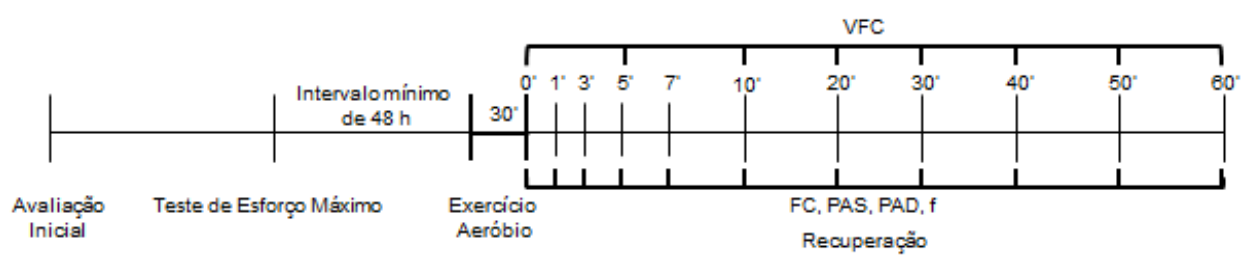 VFC
0' 1' 3' 5' 7' 10' 20' 30' 40' 50' 60'
Intervalo mínimo
de 48 h
30'
Avaliação
Inicial
Teste de Esforço Máximo
Exercício
Aeróbio
FC, PAS, PAD, f
Recuperação